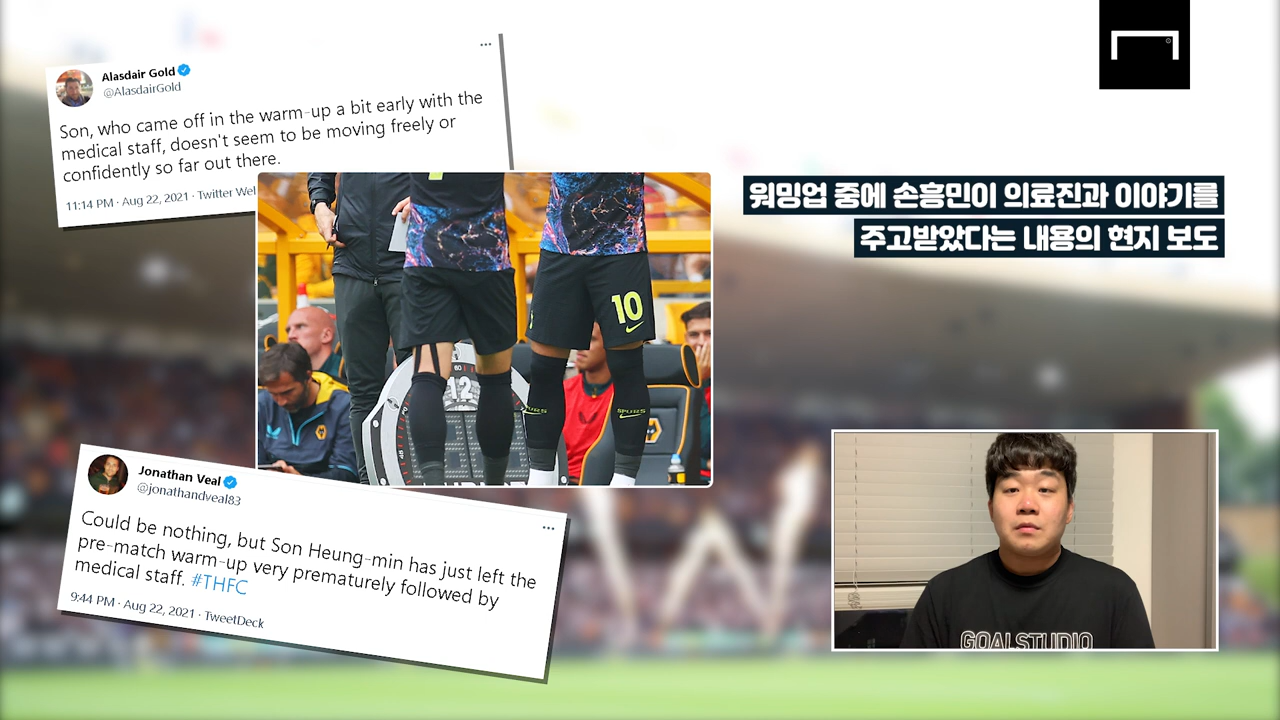 Alasdair Gold
@AlasdairGold
Son, who came off in the warm-up a bit early with the
medical staff, doesn't seem to be moving freely or
confidently so far out there.
11:14 PM · Aug 22, 2021 · Twitter
워밍업 중에 손흥민이 의료진과 이야기를
주고받았다는 내용의 현지 보도
10
12
SPURS
SPURS
Jonathan Veal
@jonathandveal83
Could be nothing, but Son Heung-min has just left the
pre-match warm-up very prematurely followed by
medical staff. #THFC
9:44 PM · Aug 22, 2021 · TweetDeck
GOALSTUDIO